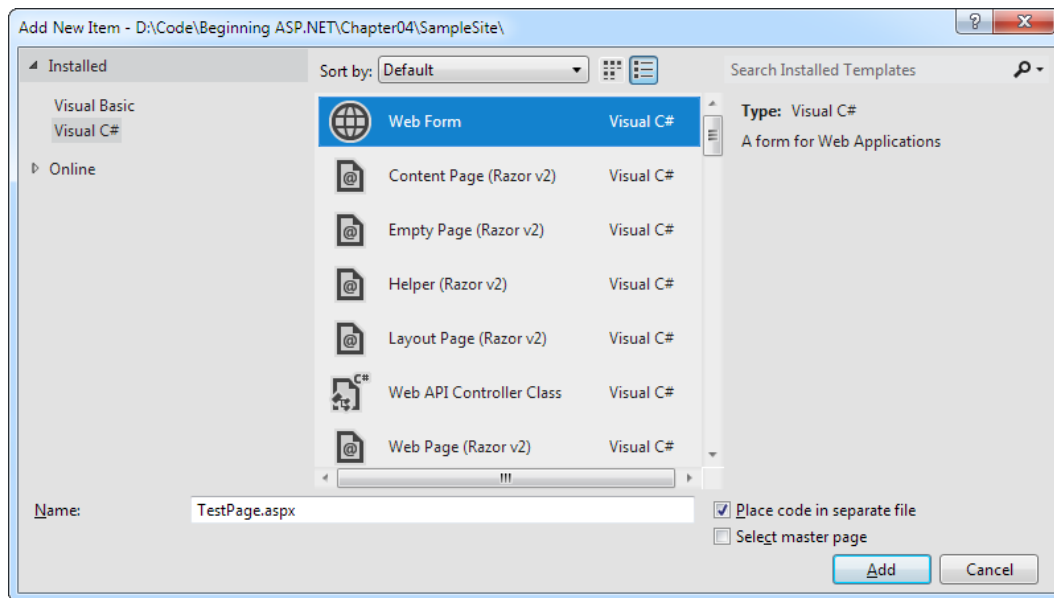 Add New Item - D:\Code\Beginning ASP.NET\Chapter04\SampleSite\
Installed
Visual Basic
Visual C#
Online
Sort by: Default
Search Installed Templates
Web Form Visual C#
Content Page (Razor v2) Visual C#
Empty Page (Razor v2) Visual C#
Helper (Razor v2) Visual C#
Layout Page (Razor v2) Visual C#
C# Web API Controller Class Visual C#
Web Page (Razor v2) Visual C#
Type: Visual C#
A form for Web Applications
Name: TestPage.aspx
Place code in separate file
Select master page
Add Cancel